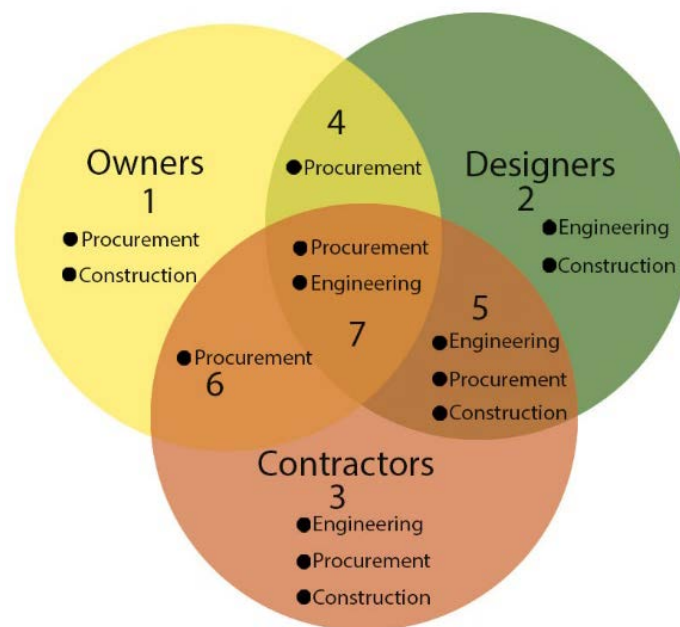 4
Procurement
Owners
1
Procurement
Construction
Designers
2
Engineering
Construction
Procurement
Engineering
7
5
Engineering
Procurement
Construction
Procurement
6
Contractors
3
Engineering
Procurement
Construction